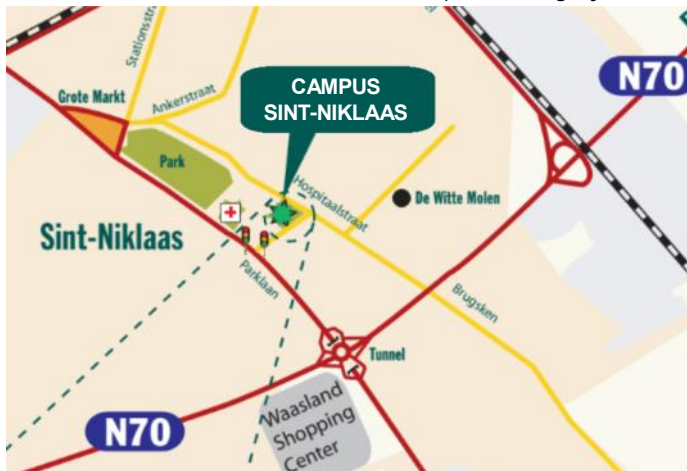 Stationsstra
N70
CAMPUS
SINT-NIKLAAS
Grote Markt
Ankerstraat
Park
Hospitaalstraat
De Witte Molen
Sint-Niklaas
Parklaan
Brugsken
Tunnel
N70
Waasland
Shopping
Center